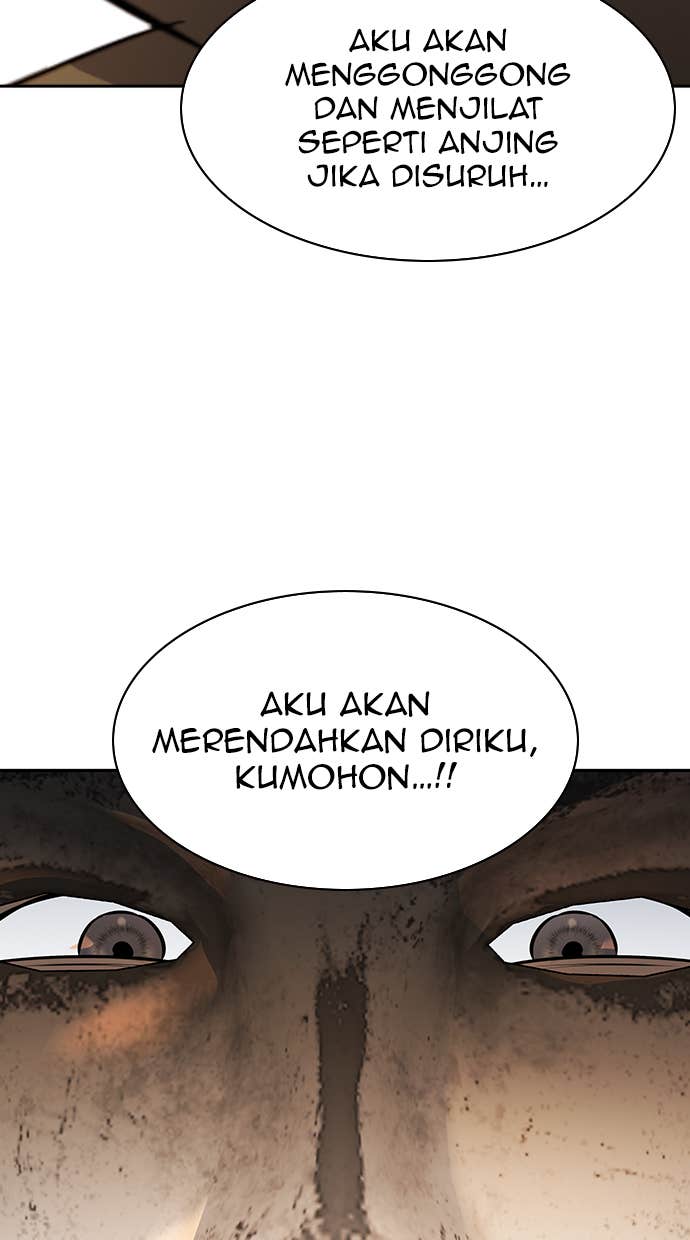 AKU AKAN
MENGGONGGONG
DAN MENJILAT
SEPERTI ANJING
JIKA DISURUH...
AKU AKAN
MERENDAHKAN DIRIKU,
KUMOHON...!!